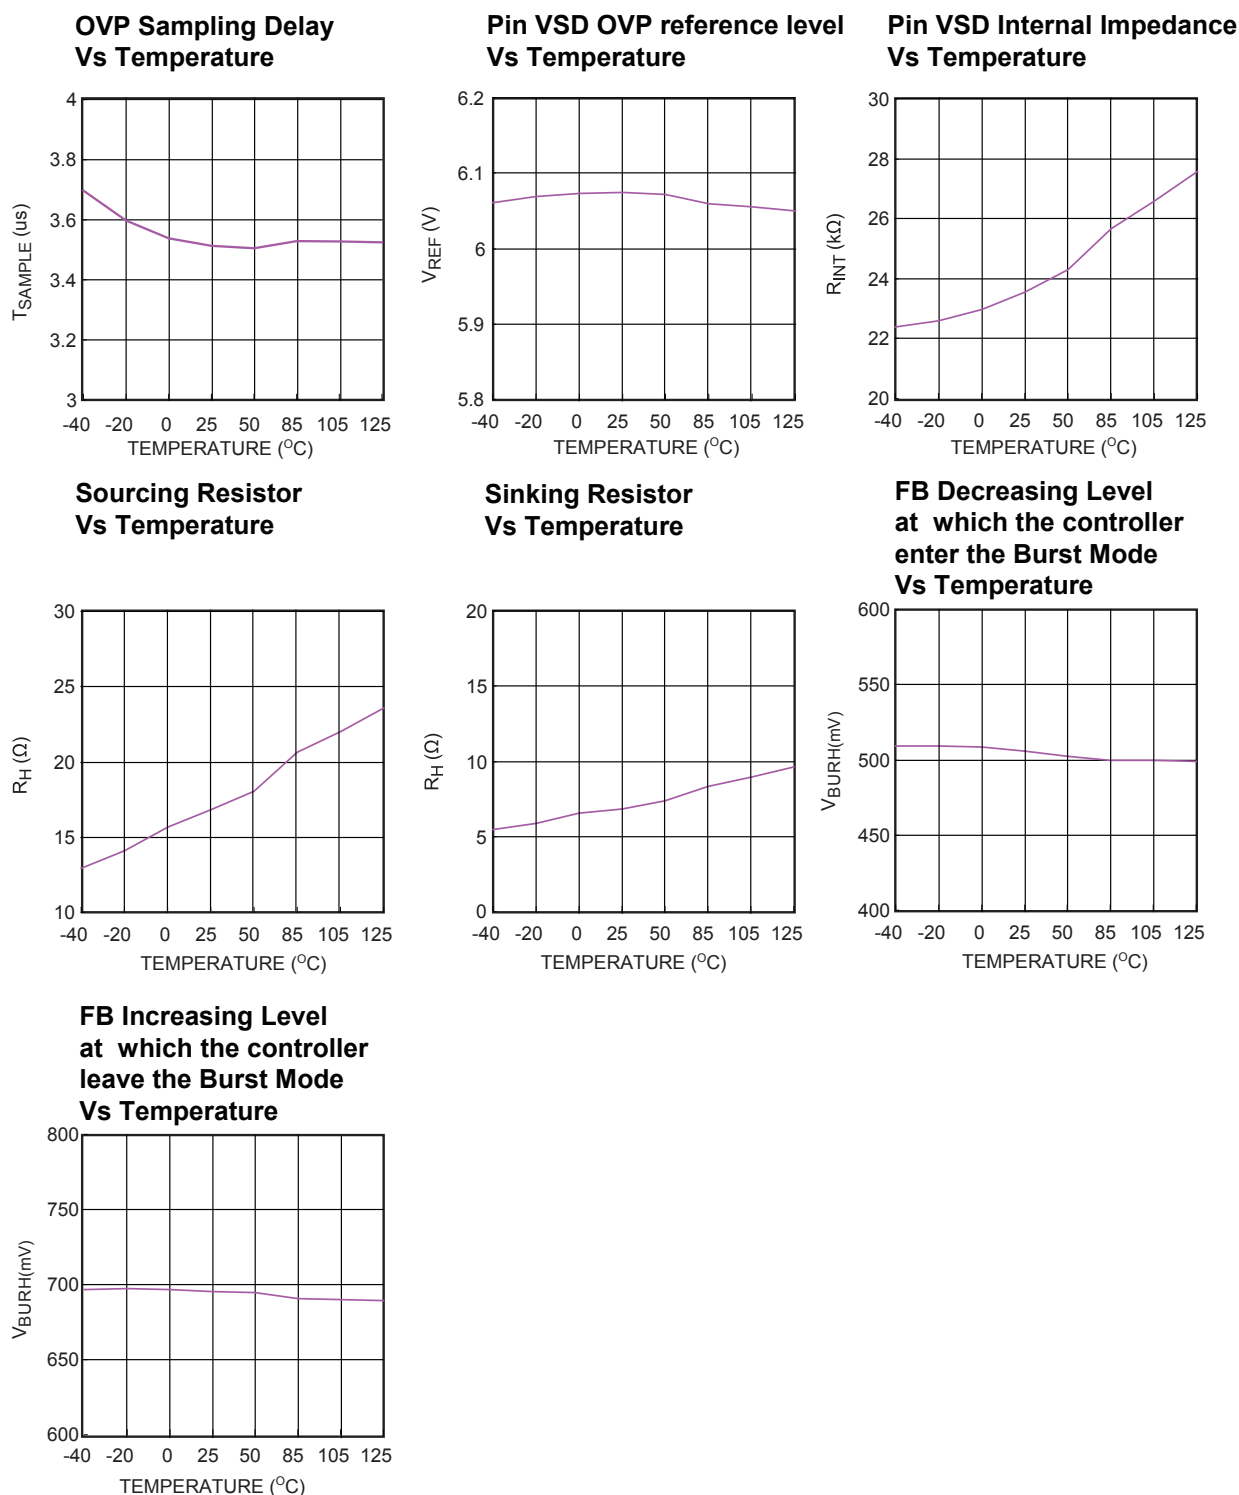 OVP Sampling Delay
Vs Temperature
4
3.8
3.6
3.4
3.2
3
TSAMPLE (us)
-40 -20 0 25 50 85 105 125
TEMPERATURE (OC)
Pin VSD OVP reference level
Vs Temperature
6.2
6.1
6
5.9
5.8
VREF (V)
-40 -20 0 25 50 85 105 125
TEMPERATURE (OC)
Pin VSD Internal Impedance
Vs Temperature
30
28
26
24
22
20
RINT (kΩ)
-40 -20 0 25 50 85 105 125
TEMPERATURE (OC)
Sourcing Resistor
Vs Temperature
30
25
20
15
10
RH (Ω)
-40 -20 0 25 50 85 105 125
TEMPERATURE (OC)
Sinking Resistor
Vs Temperature
20
15
10
5
0
RH (Ω)
-40 -20 0 25 50 85 105 125
TEMPERATURE (OC)
FB Decreasing Level
at which the controller
enter the Burst Mode
Vs Temperature
600
550
500
450
400
VBURH(mV)
-40 -20 0 25 50 85 105 125
TEMPERATURE (OC)
FB Increasing Level
at which the controller
leave the Burst Mode
Vs Temperature
800
750
700
650
600
VBURH(mV)
-40 -20 0 25 50 85 105 125
TEMPERATURE (OC)